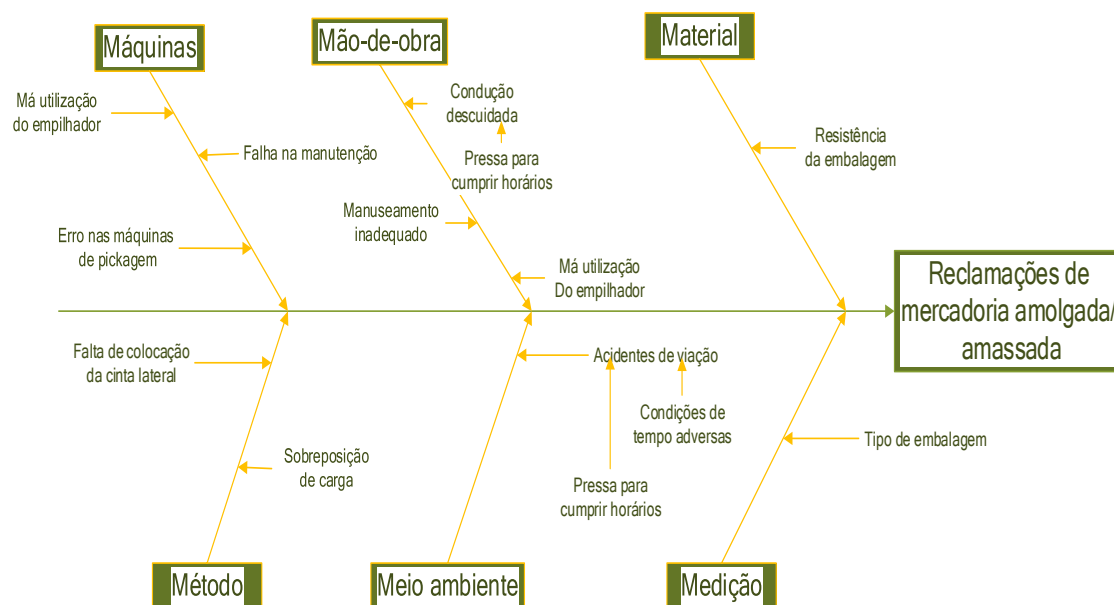 Máquinas
Mão-de-obra
Material
Má utilização
do empilhador
Falha na manutenção
Erro nas máquinas
de pickagem
Condução
descuidada
Pressa para
cumprir horários
Manuseamento
inadequado
Má utilização
Do empilhador
Resistência
da embalagem
Reclamações de
mercadoria amolgada/
amassada
Falta de colocação
da cinta lateral
Sobreposição
de carga
Acidentes de viação
Condições de
tempo adversas
Pressa para
cumprir horários
Tipo de embalagem
Método
Meio ambiente
Medição